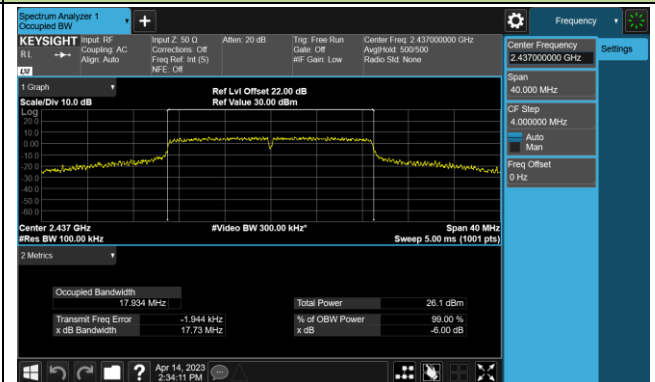 Spectrum Analyzer 1
Occupied BW
+
Frequency
KEYSIGHT
RL
LXI
Input: RF
Coupling: AC
Align: Auto
Input Z: 50 Ω
Corrections: Off
Freq Ref: Int (S)
NFE: Off
Atten: 20 dB
Trig: Free Run
Gate: Off
#IF Gain: Low
Center Freq: 2.437000000 GHz
Avg|Hold: 500/500
Radio Std: None
Center Frequency
2.437000000 GHz
Settings
Span
40.000 MHz
CF Step
4.000000 MHz
Auto
Man
Freq Offset
0 Hz
1 Graph
Scale/Div 10.0 dB
Ref Lvl Offset 22.00 dB
Ref Value 30.00 dBm
Log
20.0
10.0
0.00
-10.0
-20.0
-30.0
-40.0
-50.0
-60.0
Center 2.437 GHz
#Res BW 100.00 kHz
#Video BW 300.00 kHz*
Span 40 MHz
Sweep 5.00 ms (1001 pts)
2 Metrics
Occupied Bandwidth
17.934 MHz
Total Power 26.1 dBm
Transmit Freq Error -1.944 kHz
% of OBW Power 99.00 %
x dB Bandwidth 17.73 MHz
x dB -6.00 dB
?
Apr 14, 2023
2:34:11 PM